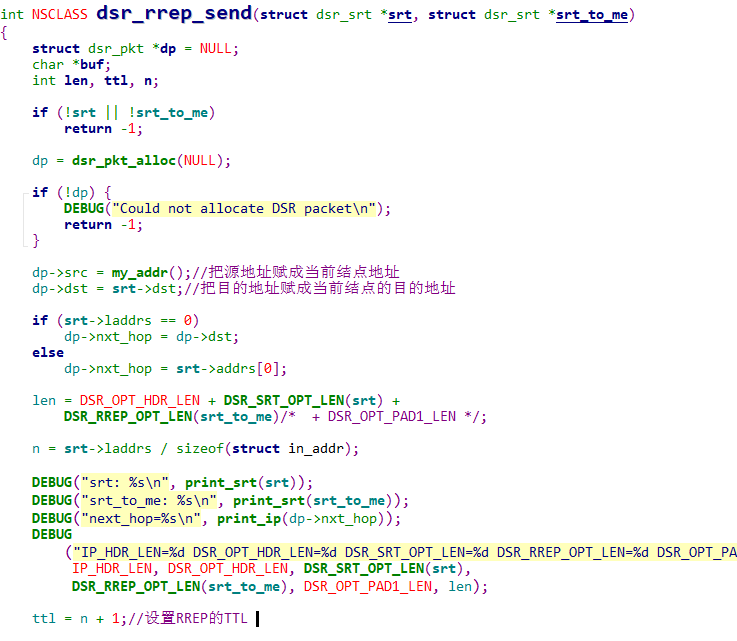 int NSCLASS dsr_rrep_send(struct dsr_srt *srt, struct dsr_srt *srt_to_me)
{
    struct dsr_pkt *dp = NULL;
    char *buf;
    int len, ttl, n;

    if (!srt || !srt_to_me)
        return -1;

    dp = dsr_pkt_alloc(NULL);

    if (!dp) {
        DEBUG("Could not allocate DSR packet\n");
        return -1;
    }

    dp->src = my_addr();//把源地址赋成当前结点地址
    dp->dst = srt->dst;//把目的地址赋成当前结点的目的地址

    if (srt->laddrs == 0)
        dp->nxt_hop = dp->dst;
    else
        dp->nxt_hop = srt->addrs[0];

    len = DSR_OPT_HDR_LEN + DSR_SRT_OPT_LEN(srt) +
        DSR_RREP_OPT_LEN(srt_to_me)/*  + DSR_OPT_PAD1_LEN */;

    n = srt->laddrs / sizeof(struct in_addr);

    DEBUG("srt: %s\n", print_srt(srt));
    DEBUG("srt_to_me: %s\n", print_srt(srt_to_me));
    DEBUG("next_hop=%s\n", print_ip(dp->nxt_hop));
    DEBUG
        ("IP_HDR_LEN=%d DSR_OPT_HDR_LEN=%d DSR_SRT_OPT_LEN=%d DSR_RREP_OPT_LEN=%d DSR_OPT_PA
         IP_HDR_LEN, DSR_OPT_HDR_LEN, DSR_SRT_OPT_LEN(srt),
         DSR_RREP_OPT_LEN(srt_to_me), DSR_OPT_PAD1_LEN, len);

    ttl = n + 1;//设置RREP的TTL